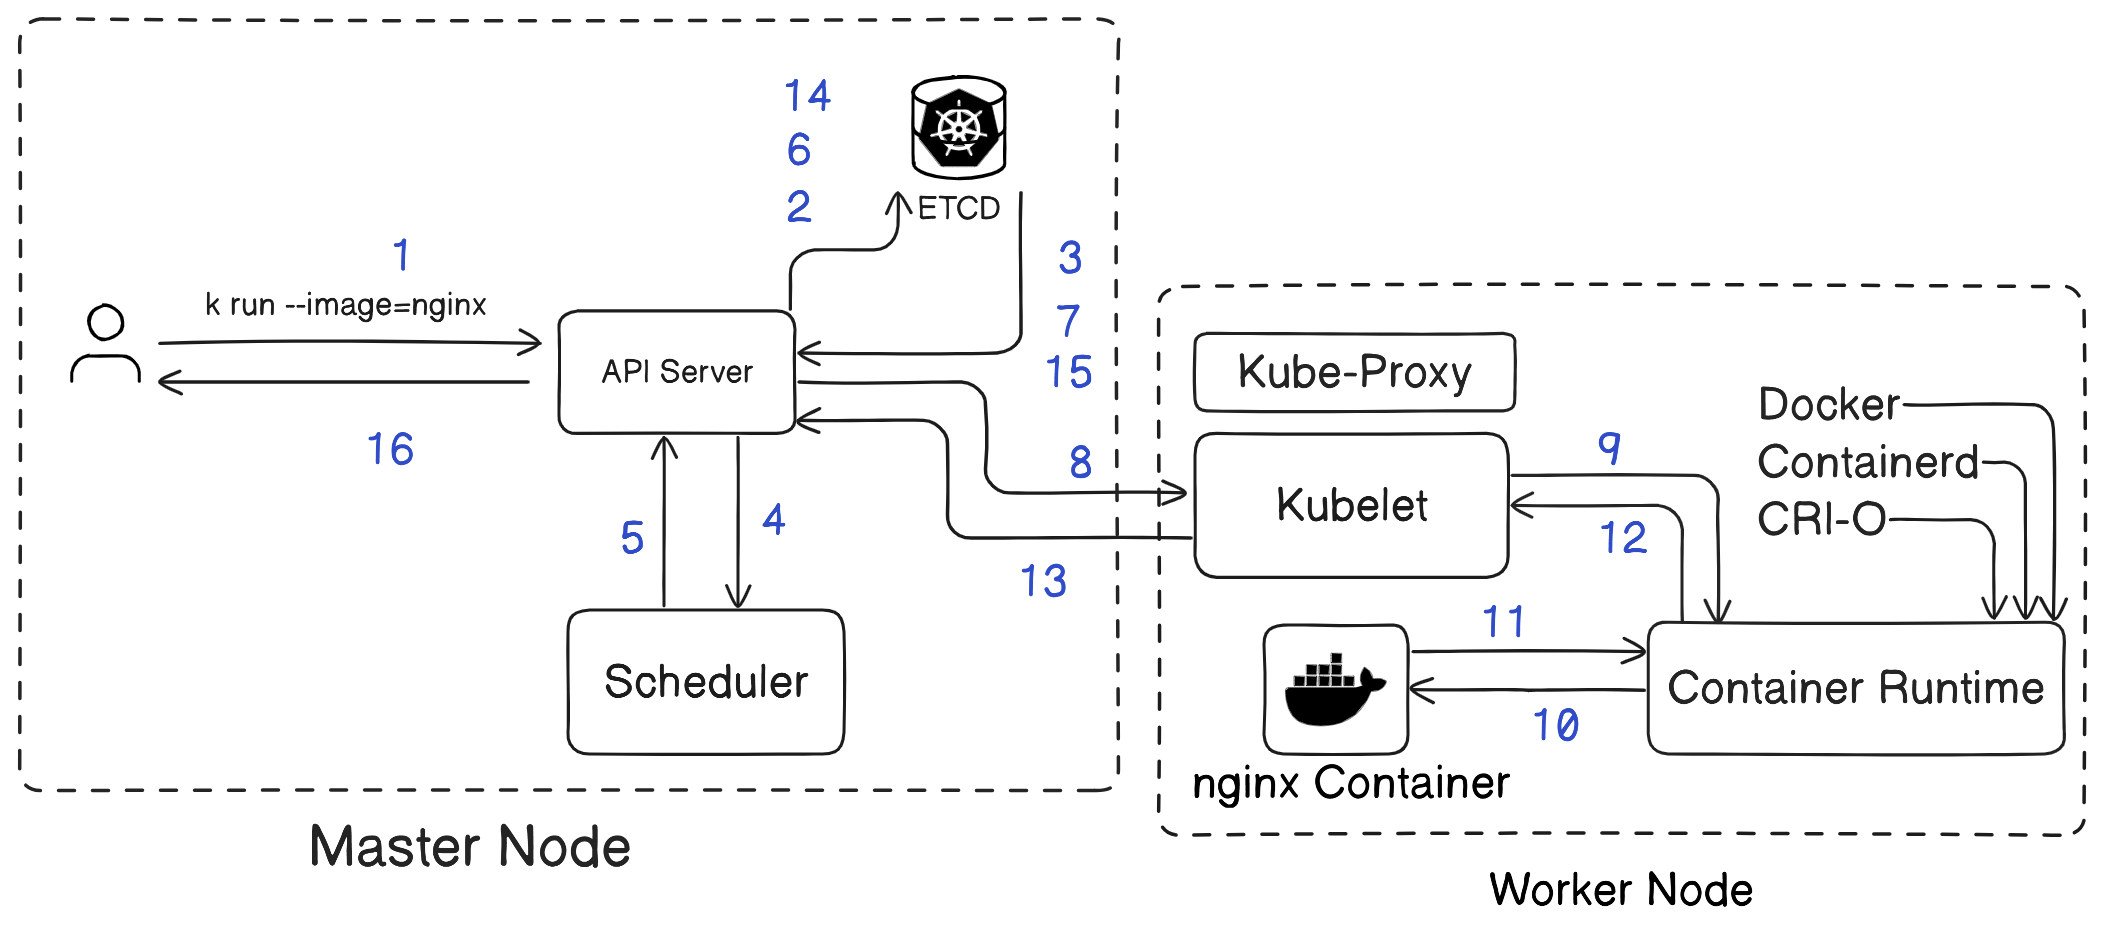 14
6
2
ETCD
1
k run --image=nginx
3
7
15
API Server
16
8
5
4
13
Scheduler
Master Node
Kube-Proxy
Kubelet
9
12
Docker
Containerd
CRI-O
11
10
Container Runtime
nginx Container
Worker Node